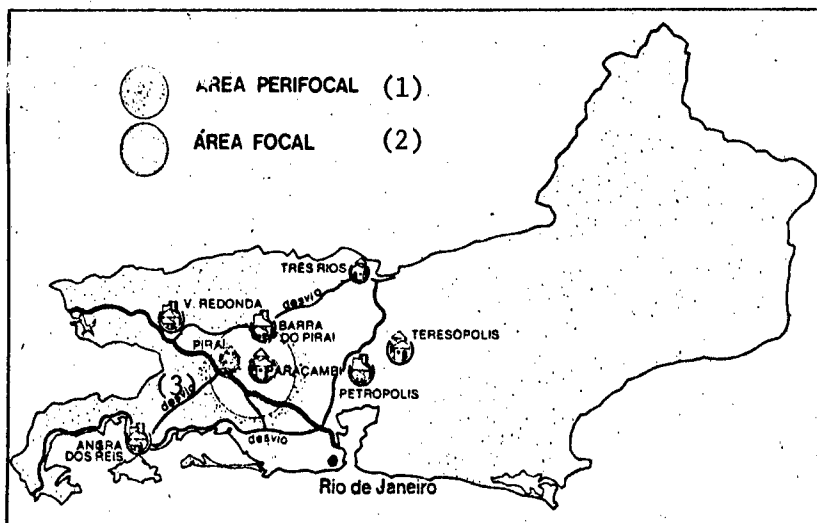 ÁREA PERIFOCAL (1)
ÁREA FOCAL (2)
TRÊS RIOS
desvio
V. REDONDA
BARRA
DO PIRAI
TERESÓPOLIS
PIRAÍ
PARACAMBI
PETRÓPOLIS
(3)
desvio
desvio
ANGRA
DOS REIS
Rio de Janeiro